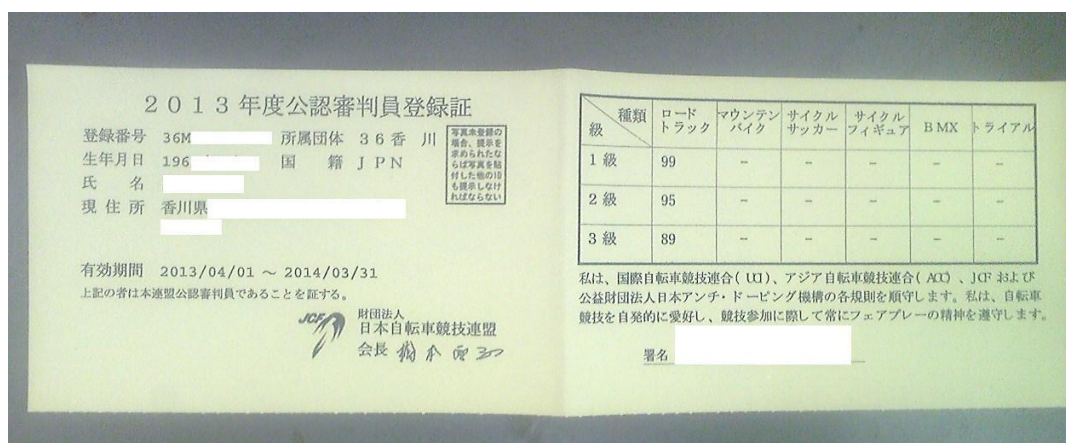 2013年度公認審判員登録証
登録番号 36M 所属団体 36香川
生年月日 196 国籍 JPN
氏名
現住所 香川県
写真未登録の
場合、提示を
求められたな
らば写真を貼
付した他のID
も提示しなけ
ればならない
有効期間 2013/04/01 ~ 2014/03/31
上記の者は本連盟公認審判員であることを証する。
JCF
財団法人
日本自転車競技連盟
会長
種類 級 ロードトラック マウンテンバイク サイクルサッカー サイクルフィギュア BMX トライアル
1級 99 - - - - -
2級 95 - - - - -
3級 89 - - - - -
私は、国際自転車競技連合(UCI)、アジア自転車競技連合(ACC)、JCFおよび
公益財団法人日本アンチ・ドーピング機構の各規則を順守します。私は、自転車
競技を自発的に愛好し、競技参加に際して常にフェアプレーの精神を遵守します。
署名